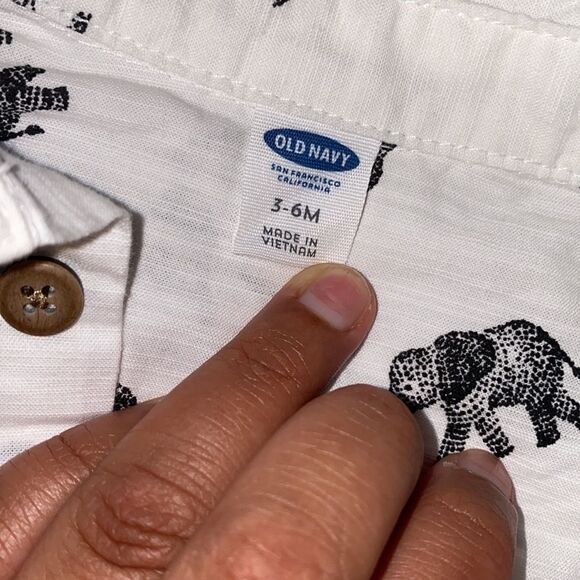 OLD NAVY
SAN FRANCISCO
CALIFORNIA
3-6M
MADE IN
VIETNAM